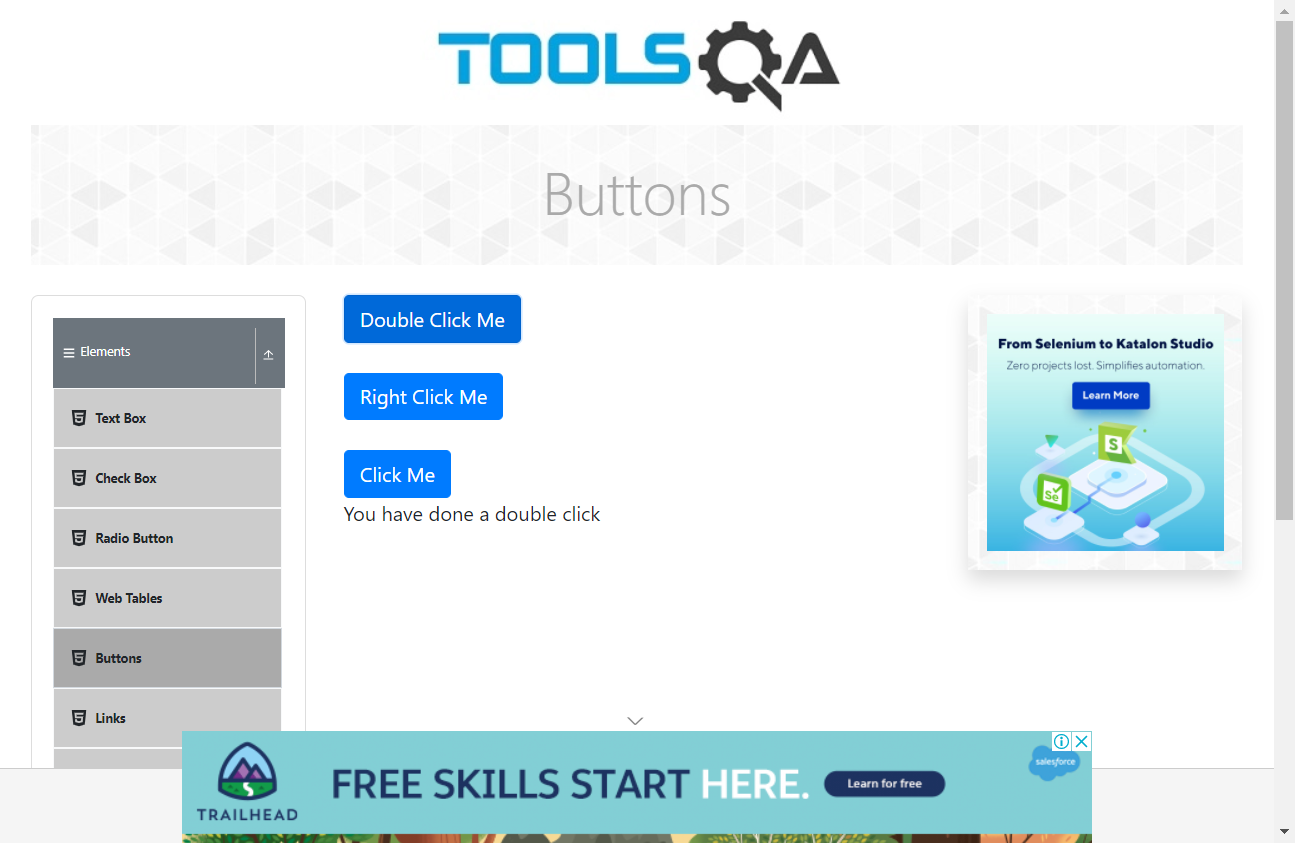 TOOLSQA
Buttons
Elements
Text Box
Check Box
Radio Button
Web Tables
Buttons
Links
Double Click Me
Right Click Me
Click Me
You have done a double click
From Selenium to Katalon Studio
Zero projects lost. Simplifies automation.
Learn More
S
Se
TRAILHEAD
FREE SKILLS START HERE.
Learn for free
salesforce